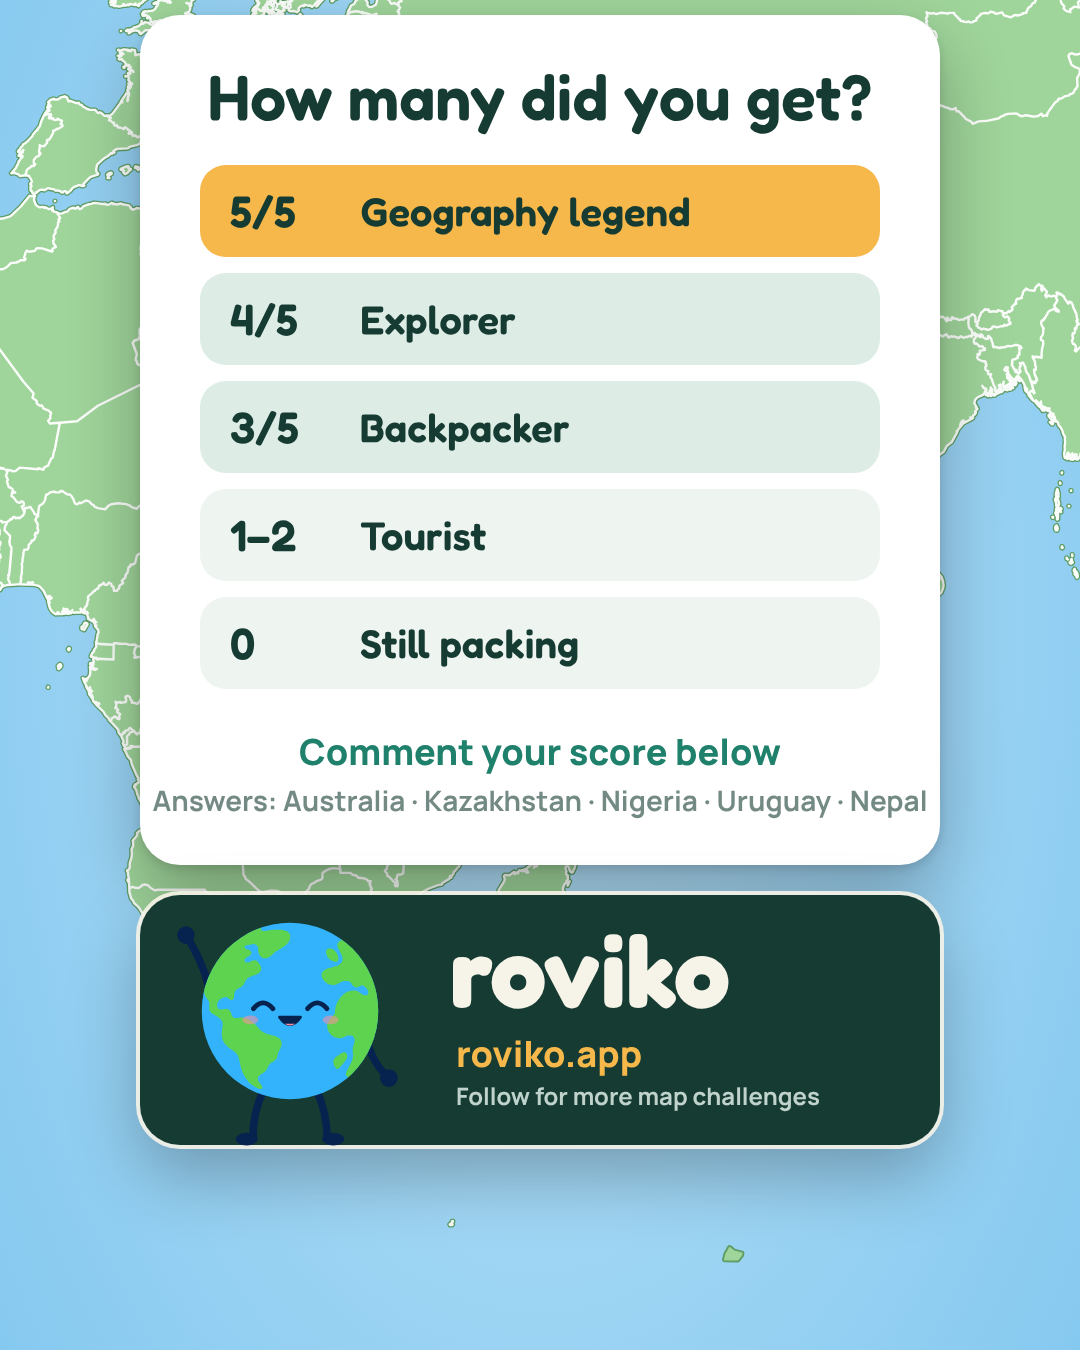 How many did you get?
5/5 Geography legend
4/5 Explorer
3/5 Backpacker
1–2 Tourist
0 Still packing
Comment your score below
Answers: Australia · Kazakhstan · Nigeria · Uruguay · Nepal
roviko
roviko.app
Follow for more map challenges